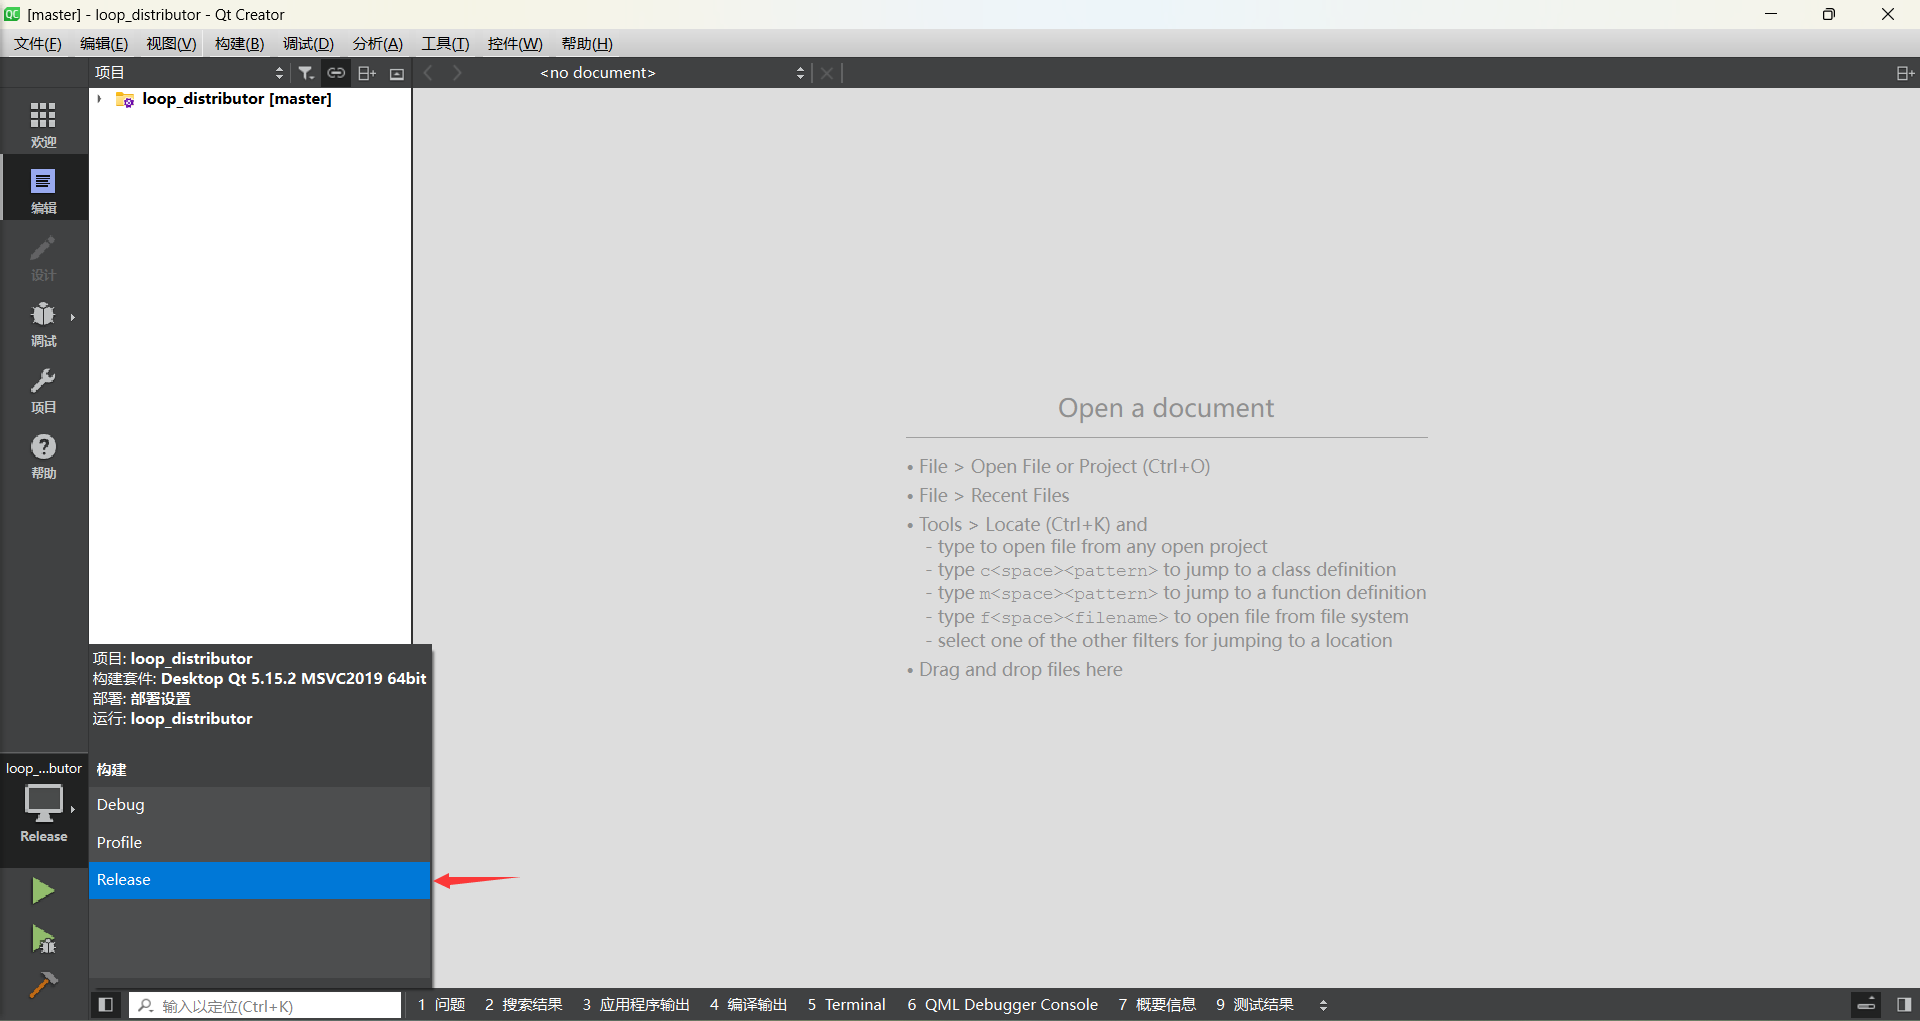 [master] - loop_distributor - Qt Creator
文件(F) 编辑(E) 视图(V) 构建(B) 调试(D) 分析(A) 工具(T) 控件(W) 帮助(H)
项目
<no document>
loop_distributor [master]
欢迎
编辑
设计
调试
项目
帮助
Open a document
• File > Open File or Project (Ctrl+O)
• File > Recent Files
• Tools > Locate (Ctrl+K) and
- type to open file from any open project
- type c<space><pattern> to jump to a class definition
- type m<space><pattern> to jump to a function definition
- type f<space><filename> to open file from file system
- select one of the other filters for jumping to a location
• Drag and drop files here
项目: loop_distributor
构建套件: Desktop Qt 5.15.2 MSVC2019 64bit
部署: 部署设置
运行: loop_distributor
loop_...butor
Release
构建
Debug
Profile
Release
输入以定位(Ctrl+K)
1 问题 2 搜索结果 3 应用程序输出 4 编译输出 5 Terminal 6 QML Debugger Console 7 概要信息 9 测试结果